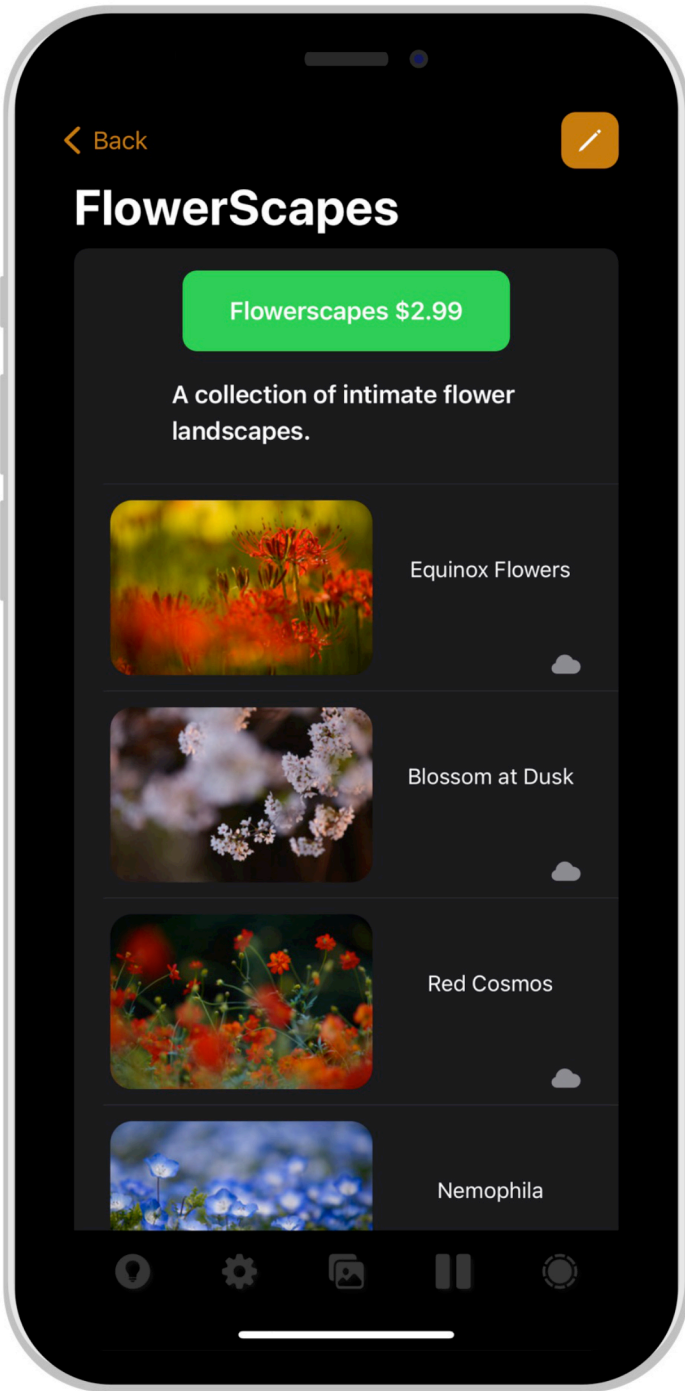 Back
FlowerScapes
Flowerscapes $2.99
A collection of intimate flower
landscapes.
Equinox Flowers
Blossom at Dusk
Red Cosmos
Nemophila